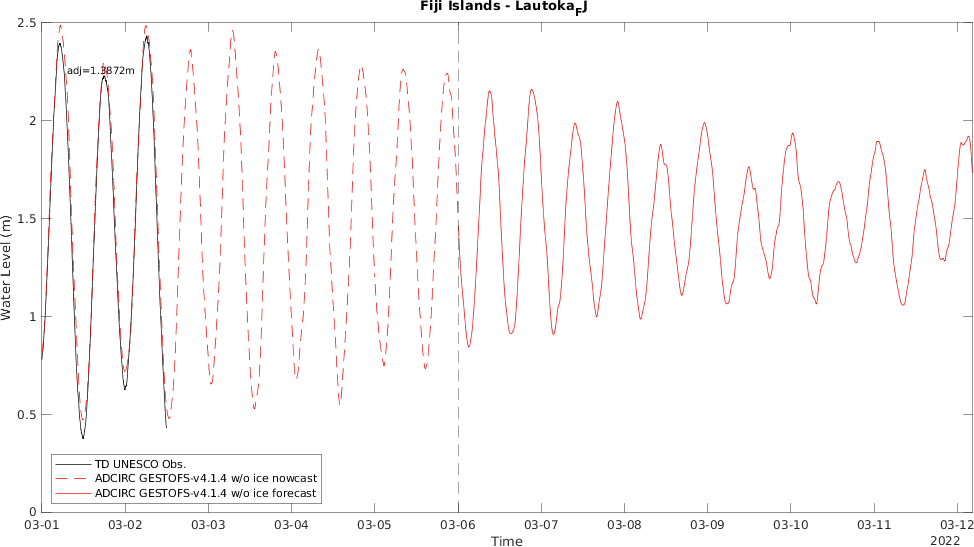 Fiji Islands - Lautoka_FJ
adj=1.3872m
2.5
2
1.5
1
0.5
0
Water Level (m)
TD UNESCO Obs.
ADCIRC GESTOFS-v4.1.4 w/o ice nowcast
ADCIRC GESTOFS-v4.1.4 w/o ice forecast
03-01 03-02 03-03 03-04 03-05 03-06 03-07 03-08 03-09 03-10 03-11 03-12
Time
2022